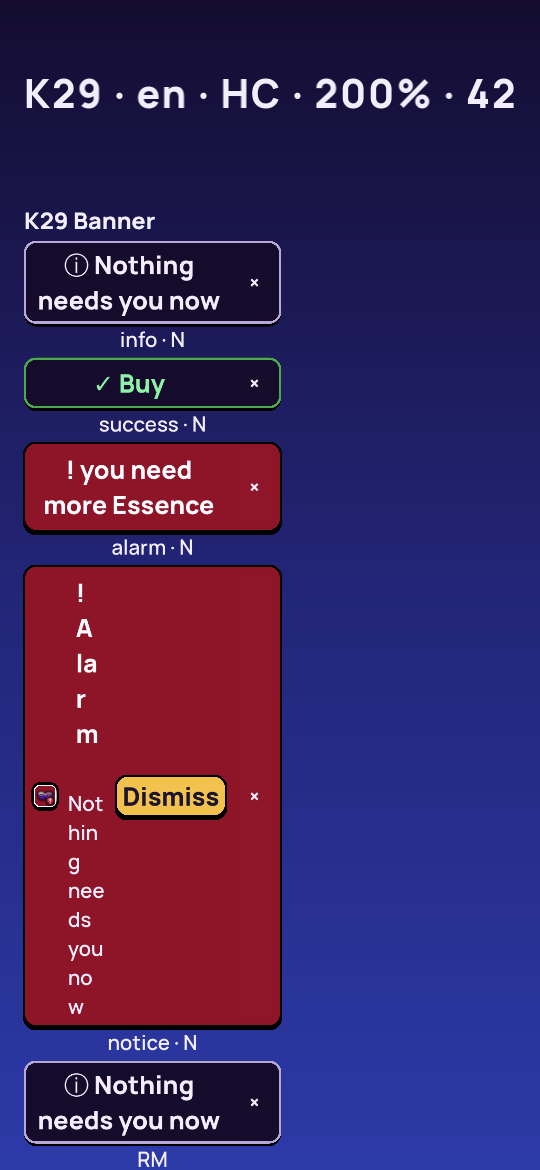 K29 · en · HC · 200% · 42
K29 Banner
ⓘ Nothing
needs you now
×
info · N
✓ Buy
×
success · N
! you need
more Essence
×
alarm · N
!
A
la
r
m
Not
hin
g
nee
ds
you
no
w
Dismiss
×
notice · N
ⓘ Nothing
needs you now
×
RM